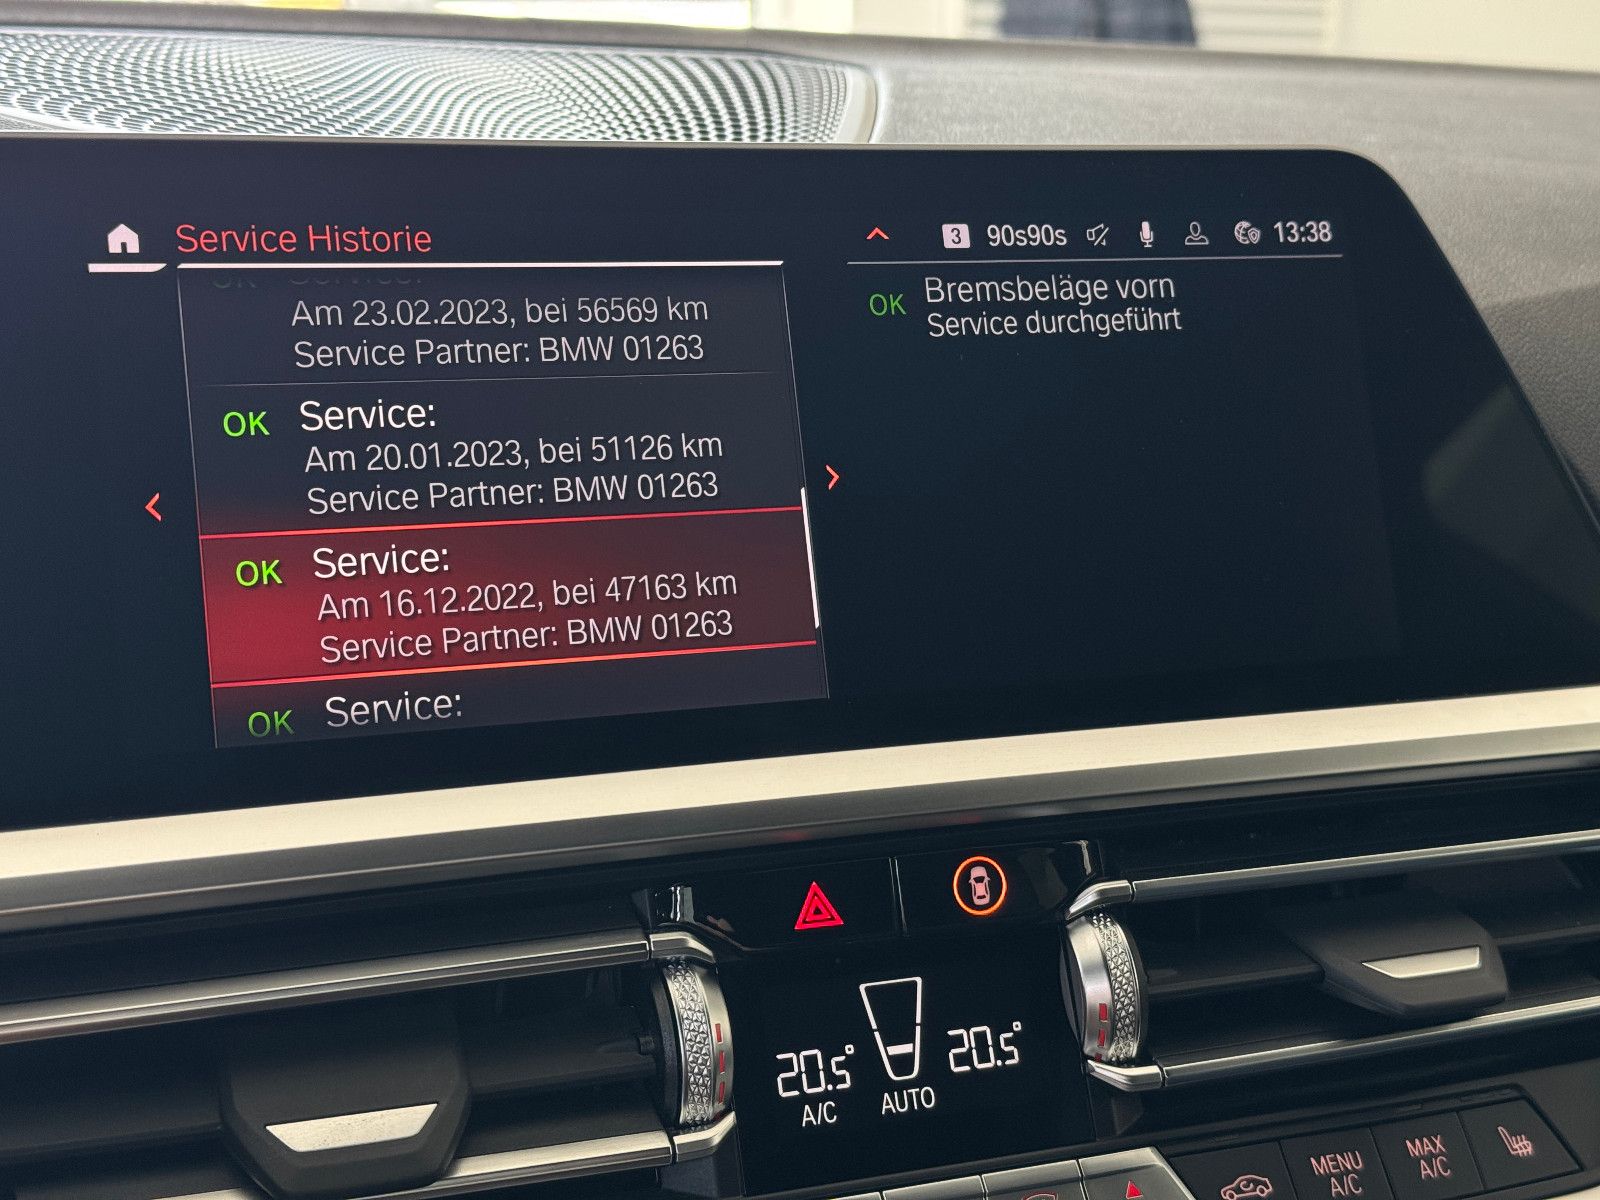 Service Historie
3 90s90s 13:38
OK Service:
Am 23.02.2023, bei 56569 km
Service Partner: BMW 01263
OK Service:
Am 20.01.2023, bei 51126 km
Service Partner: BMW 01263
OK Service:
Am 16.12.2022, bei 47163 km
Service Partner: BMW 01263
OK Service:
OK Bremsbeläge vorn
Service durchgeführt
20.5° 20.5°
A/C AUTO
MENU
A/C
MAX
A/C